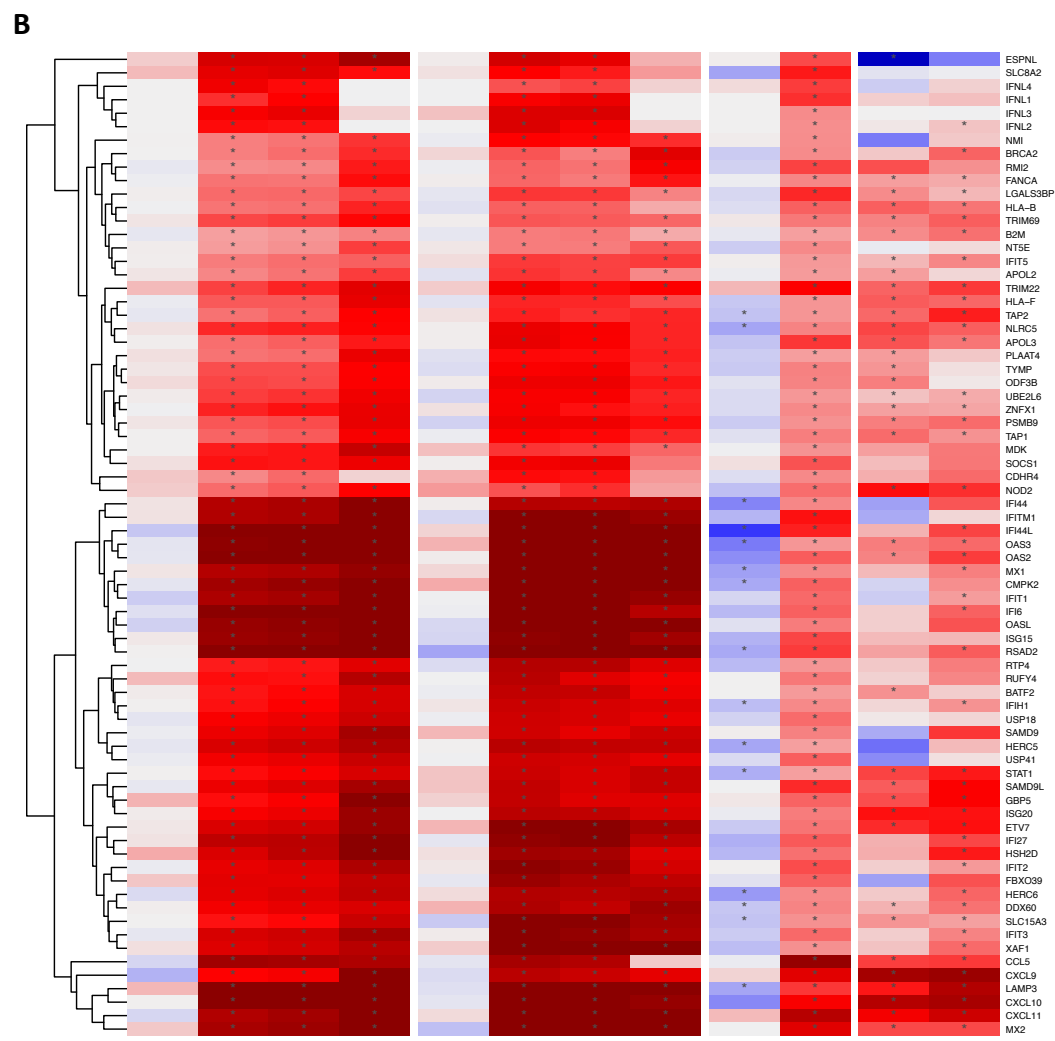 B
ESPNL
SLC8A2
IFNL4
IFNL1
IFNL3
IFNL2
NMI
BRCA2
RMI2
FANCA
LGALS3BP
HLA−B
TRIM69
B2M
NT5E
IFIT5
APOL2
TRIM22
HLA−F
TAP2
NLRC5
APOL3
PLAAT4
TYMP
ODF3B
UBE2L6
ZNFX1
PSMB9
TAP1
MDK
SOCS1
CDHR4
NOD2
IFI44
IFITM1
IFI44L
OAS3
OAS2
MX1
CMPK2
IFIT1
IFI6
OASL
ISG15
RSAD2
RTP4
RUFY4
BATF2
IFIH1
USP18
SAMD9
HERC5
USP41
STAT1
SAMD9L
GBP5
ISG20
ETV7
IFI27
HSH2D
IFIT2
FBXO39
HERC6
DDX60
SLC15A3
IFIT3
XAF1
CCL5
CXCL9
LAMP3
CXCL10
CXCL11
MX2